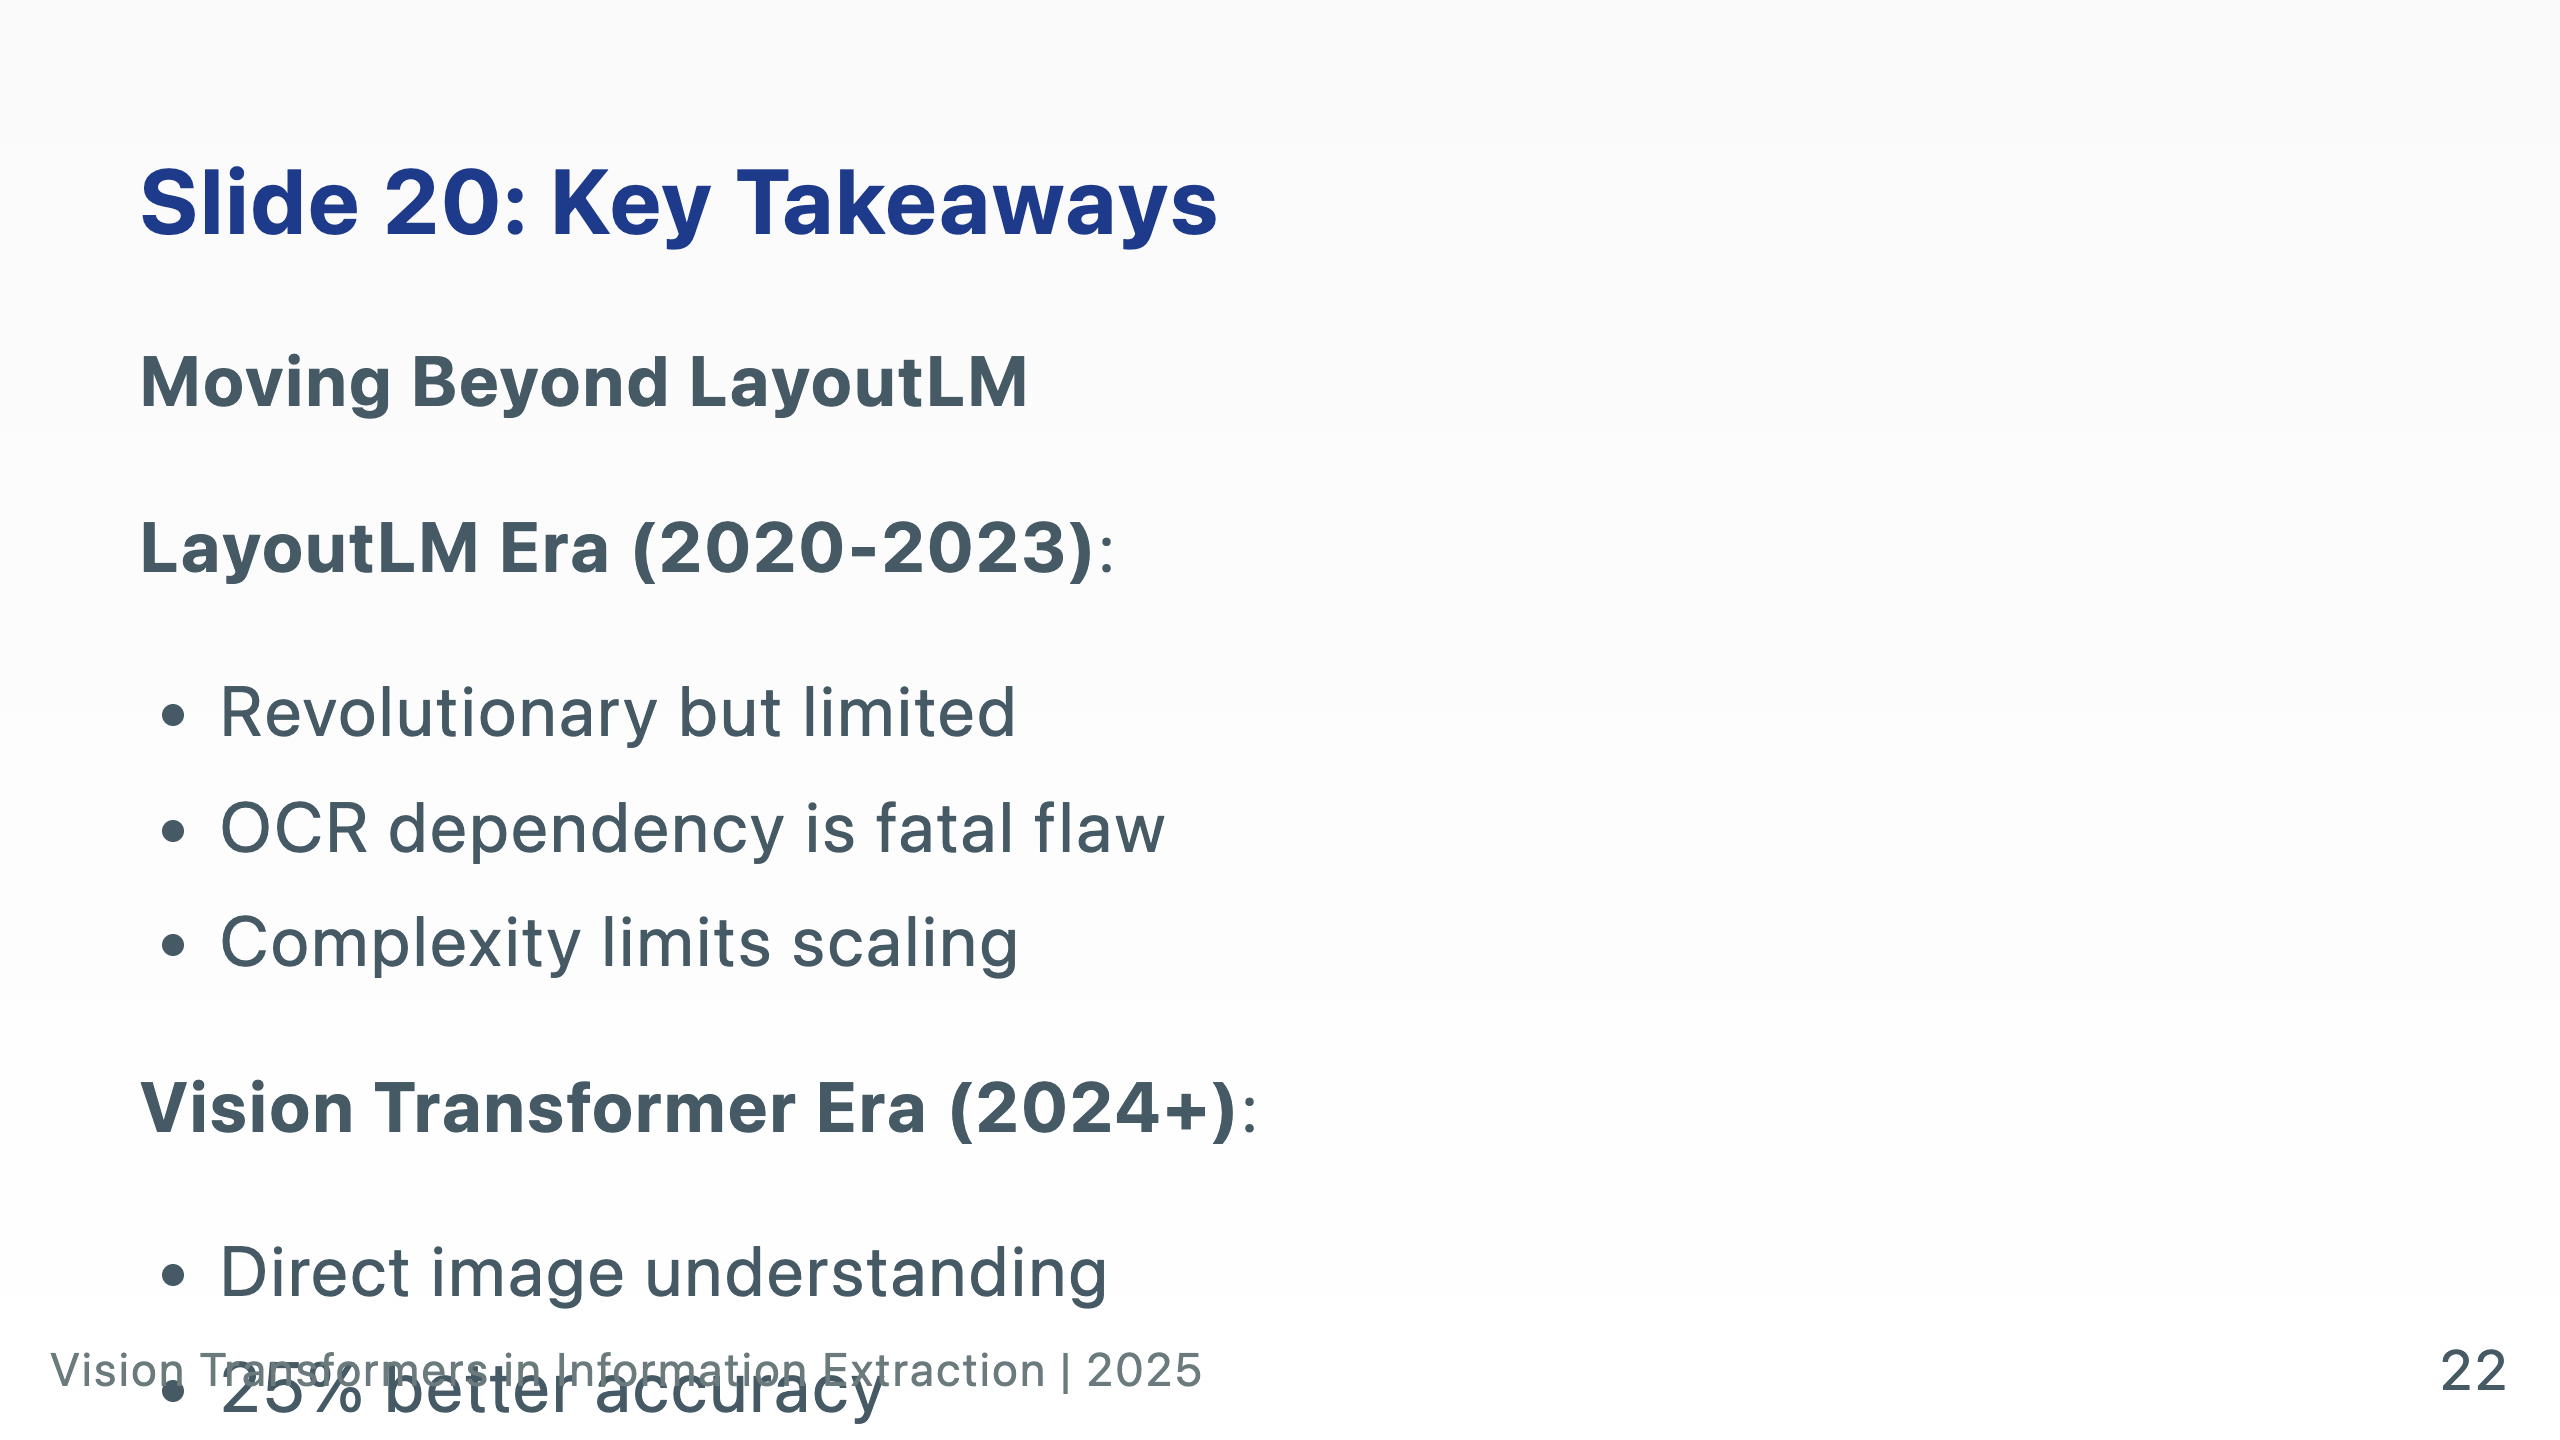 Slide 20: Key Takeaways
Moving Beyond LayoutLM
LayoutLM Era (2020-2023):
• Revolutionary but limited
• OCR dependency is fatal flaw
• Complexity limits scaling
Vision Transformer Era (2024+):
• Direct image understanding
• 25% better accuracy
Vision Transformers in Information Extraction | 2025
22